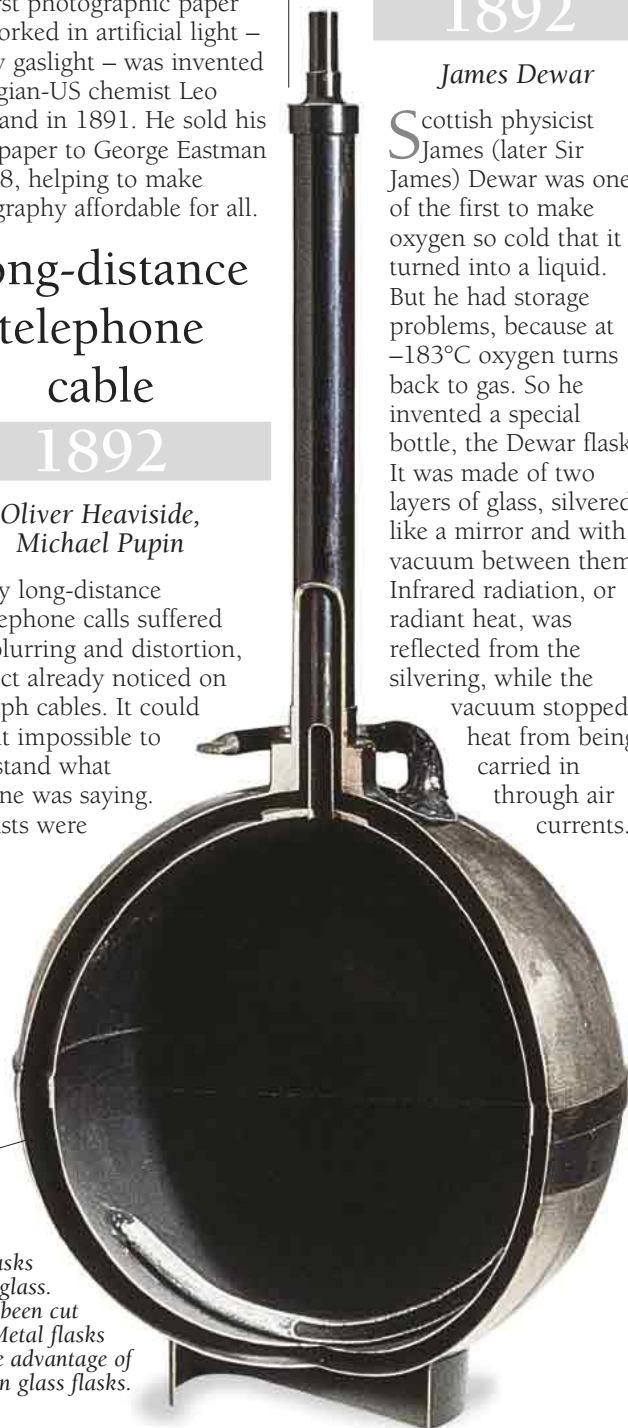 rst photographic paper
orked in artificial light –
y gaslight – was invented
gian-US chemist Leo
and in 1891. He sold his
paper to George Eastman
8, helping to make
graphy affordable for all.
ong-distance
telephone
cable
1892
Oliver Heaviside,
Michael Pupin
y long-distance
ephone calls suffered
blurring and distortion,
ct already noticed on
ph cables. It could
t impossible to
stand what
ne was saying.
sts were
asks
glass.
been cut
Metal flasks
e advantage of
n glass flasks.
1892
James Dewar
Scottish physicist
James (later Sir
James) Dewar was one
of the first to make
oxygen so cold that it
turned into a liquid.
But he had storage
problems, because at
–183°C oxygen turns
back to gas. So he
invented a special
bottle, the Dewar flask
It was made of two
layers of glass, silvered
like a mirror and with
vacuum between them
Infrared radiation, or
radiant heat, was
reflected from the
silvering, while the
vacuum stopped
heat from being
carried in
through air
currents.